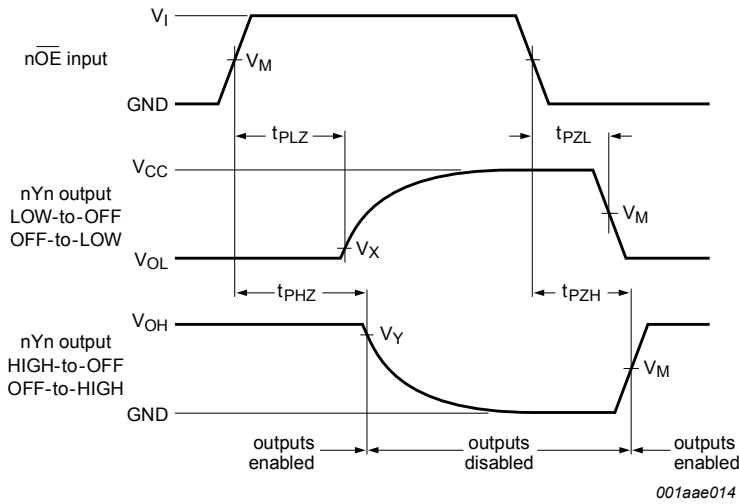 V_I
nOE input
V_M
GND
t_PLZ
t_PZL
V_CC
nYn output
LOW-to-OFF
OFF-to-LOW
V_M
V_X
V_OL
t_PHZ
t_PZH
V_OH
nYn output
HIGH-to-OFF
OFF-to-HIGH
V_Y
V_M
GND
outputs
enabled
outputs
disabled
outputs
enabled
001aae014